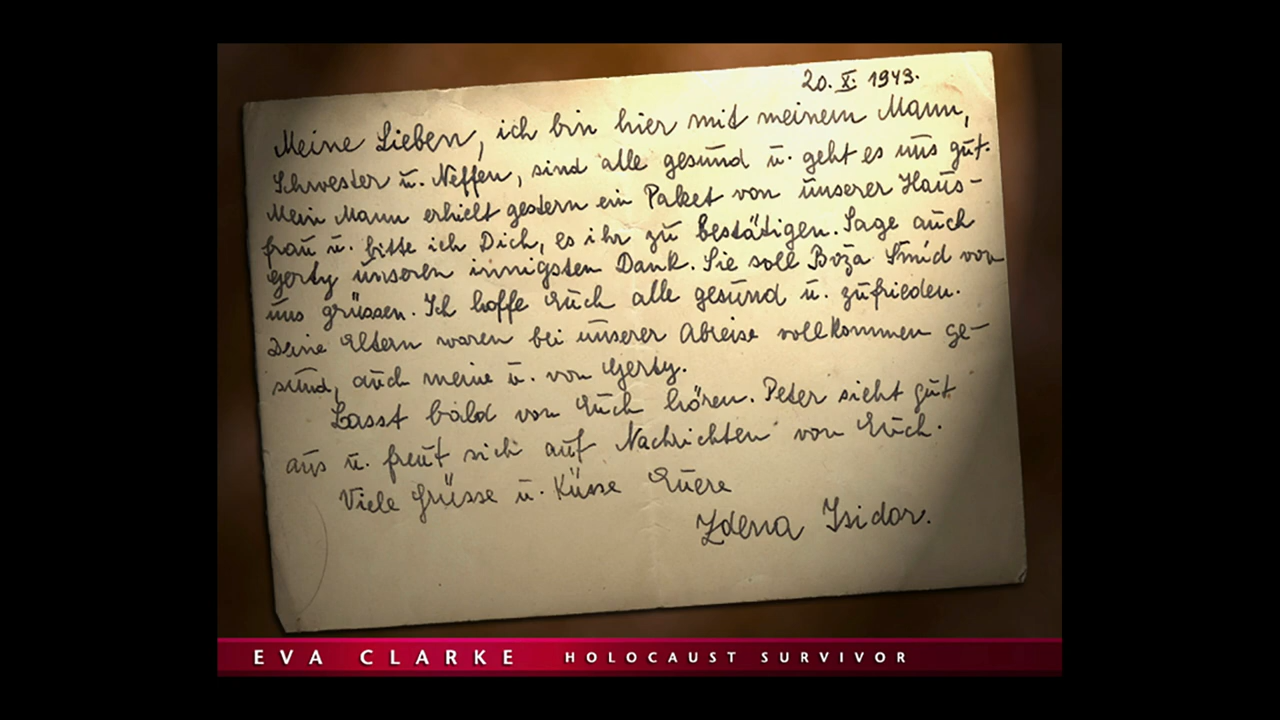 20. X. 1943.
Meine Lieben, ich bin hier mit meinem Mann,
Schwester u. Neffen, sind alle gesund u. geht es uns gut.
Mein Mann erhielt gestern ein Paket von unserer Haus-
frau u. bitte ich Dich, es ihr zu bestätigen. Sage auch
Gerty unseren innigsten Dank. Sie soll Boža Šmíd von
uns grüssen. Ich hoffe Euch alle gesund u. zufrieden.
Deine Eltern waren bei unserer Abreise vollkommen ge-
sund, auch meine u. von Gerty.
Lasst bald von Euch hören. Peter sieht gut
aus u. freut sich auf Nachrichten von Euch.
Viele Grüsse u. Küsse Euere
Zdena Isidor.
EVA CLARKE HOLOCAUST SURVIVOR